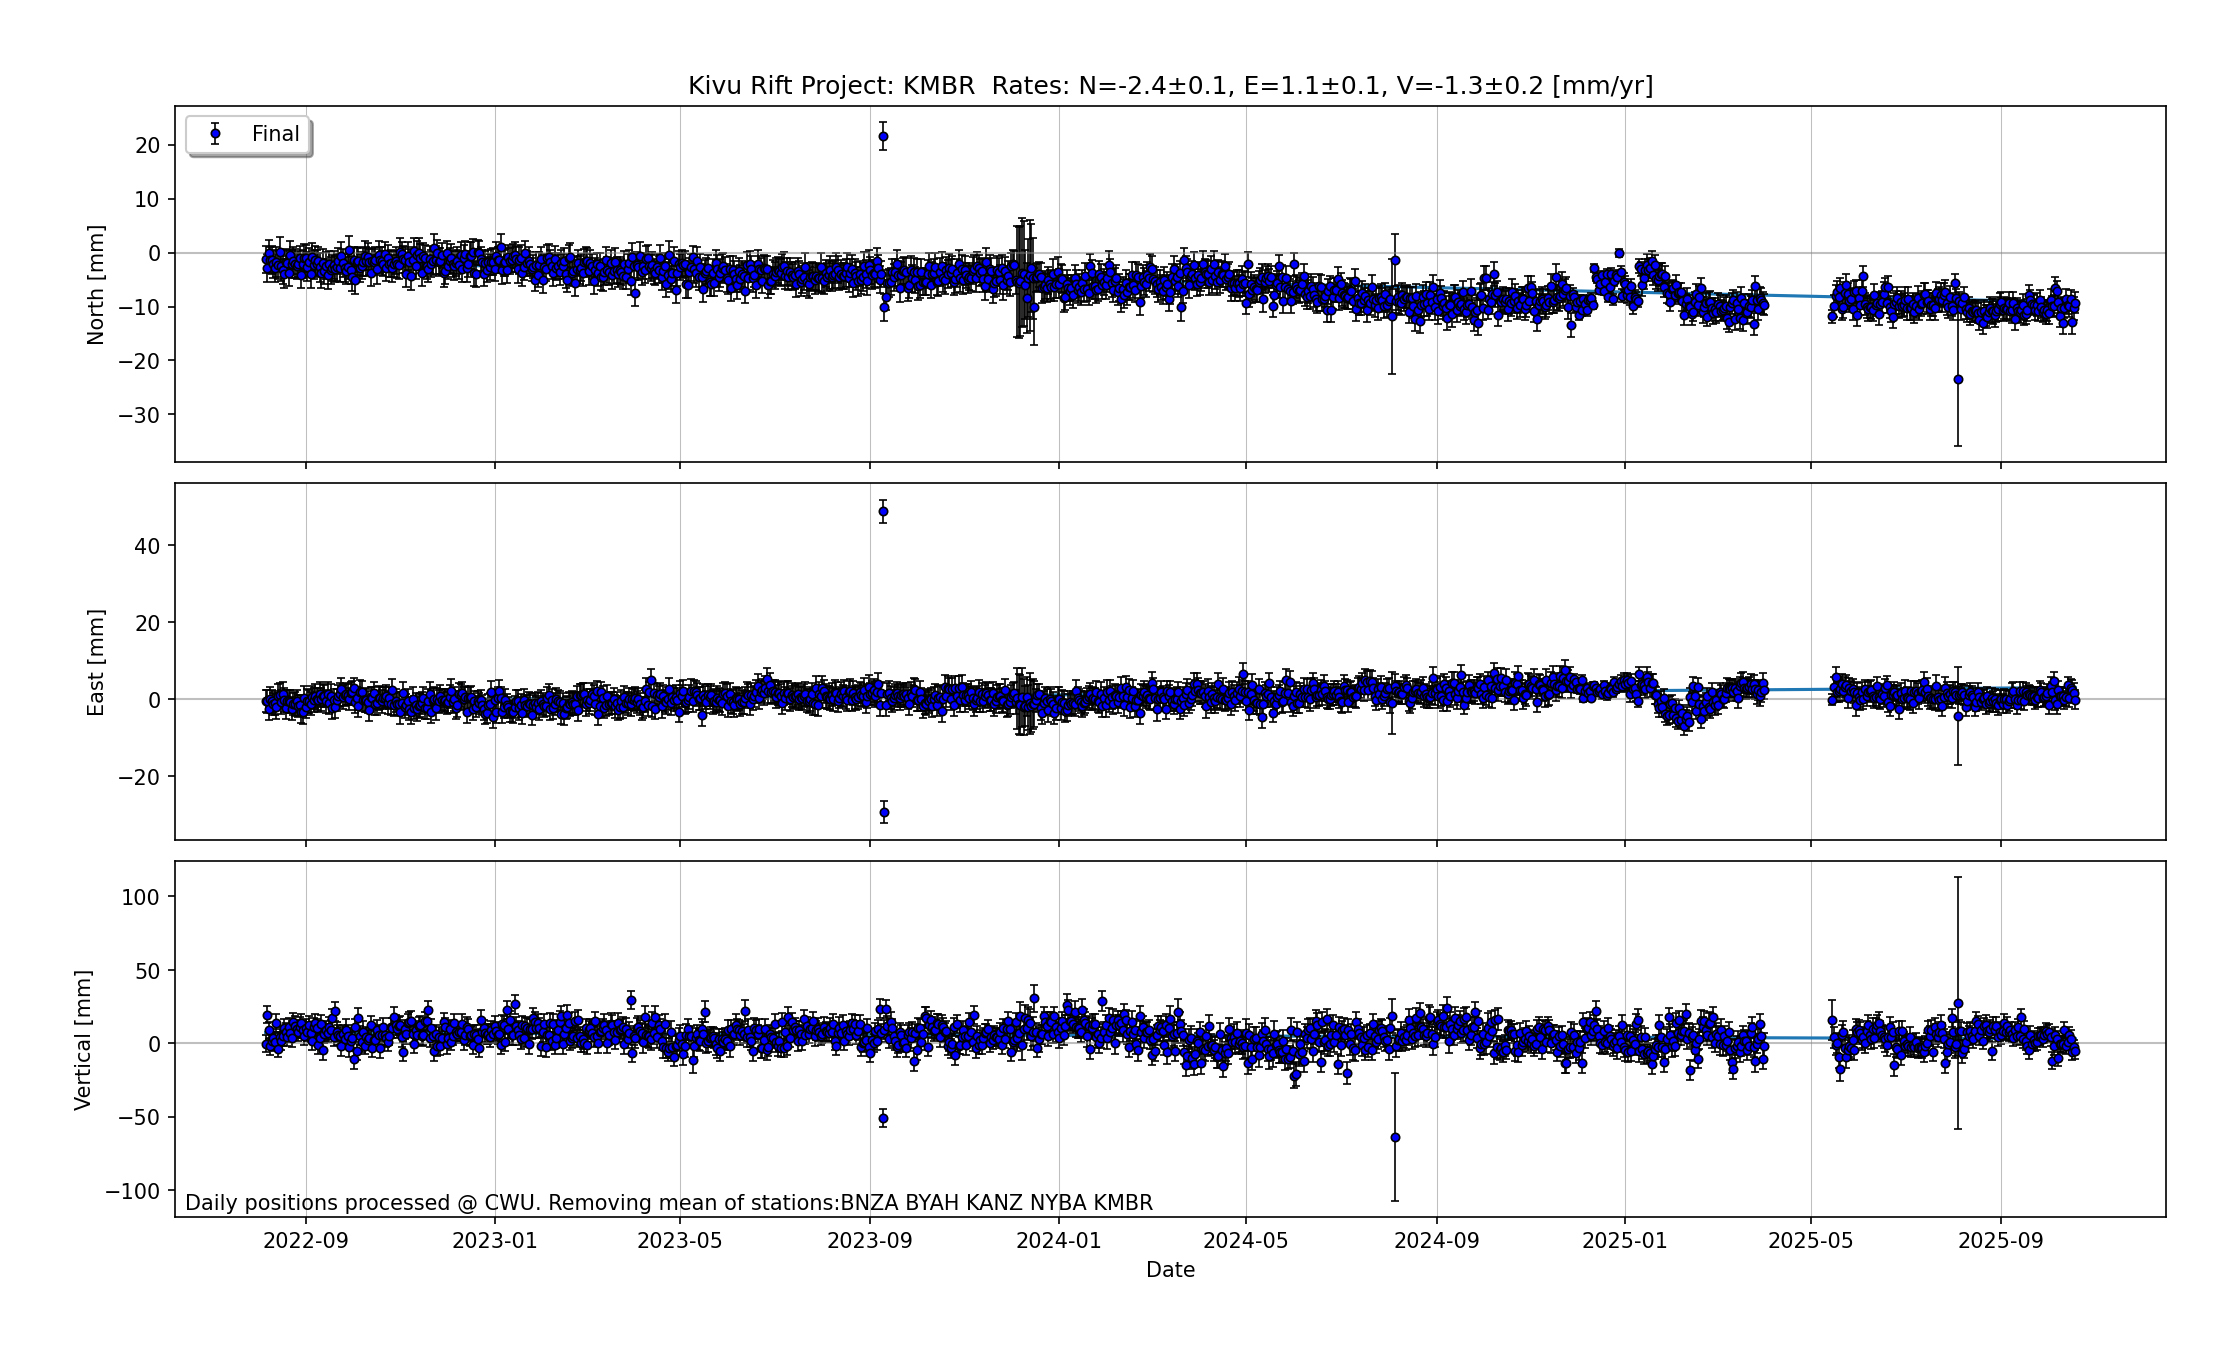 Kivu Rift Project: KMBR  Rates: N=-2.4±0.1, E=1.1±0.1, V=-1.3±0.2 [mm/yr]
Final
North [mm]
20
10
0
−10
−20
−30
East [mm]
40
20
0
−20
Vertical [mm]
100
50
0
−50
−100
Daily positions processed @ CWU. Removing mean of stations:BNZA BYAH KANZ NYBA KMBR
2022-09 2023-01 2023-05 2023-09 2024-01 2024-05 2024-09 2025-01 2025-05 2025-09
Date